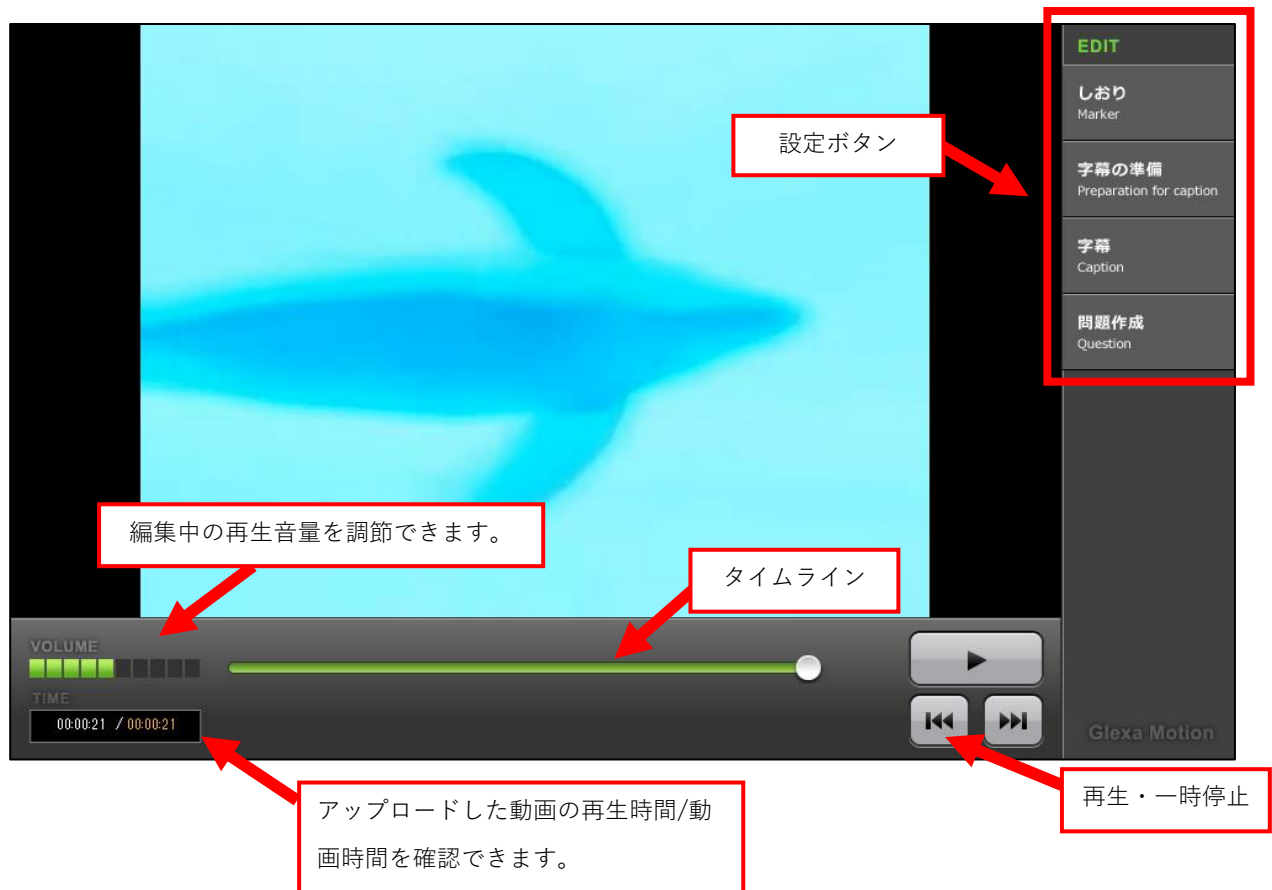 EDIT
しおり
Marker
設定ボタン
字幕の準備
Preparation for caption
字幕
Caption
問題作成
Question
編集中の再生音量を調節できます。
タイムライン
VOLUME
TIME
00:00:21 / 00:00:21
Glexa Motion
再生・一時停止
アップロードした動画の再生時間/動
画時間を確認できます。